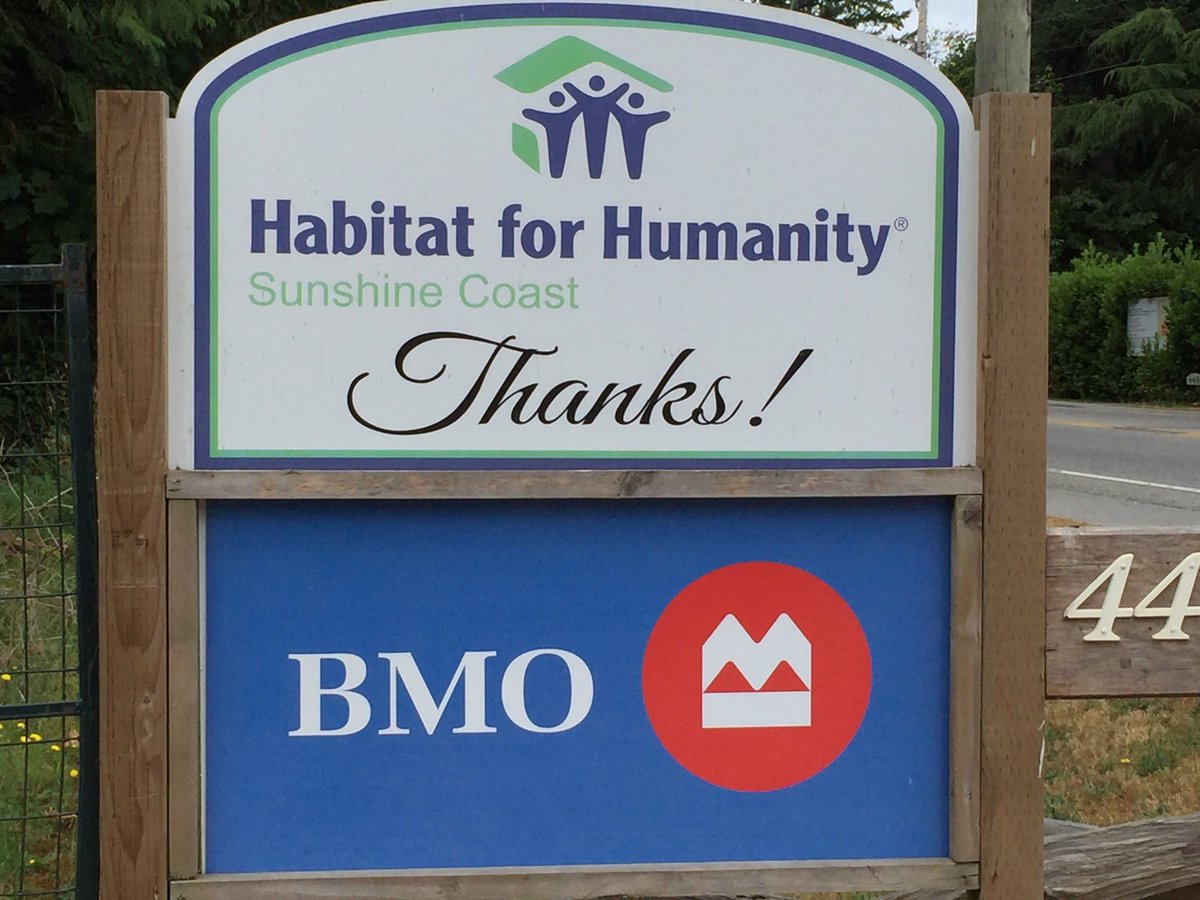 Habitat for Humanity®
Sunshine Coast
Thanks!
BMO
44